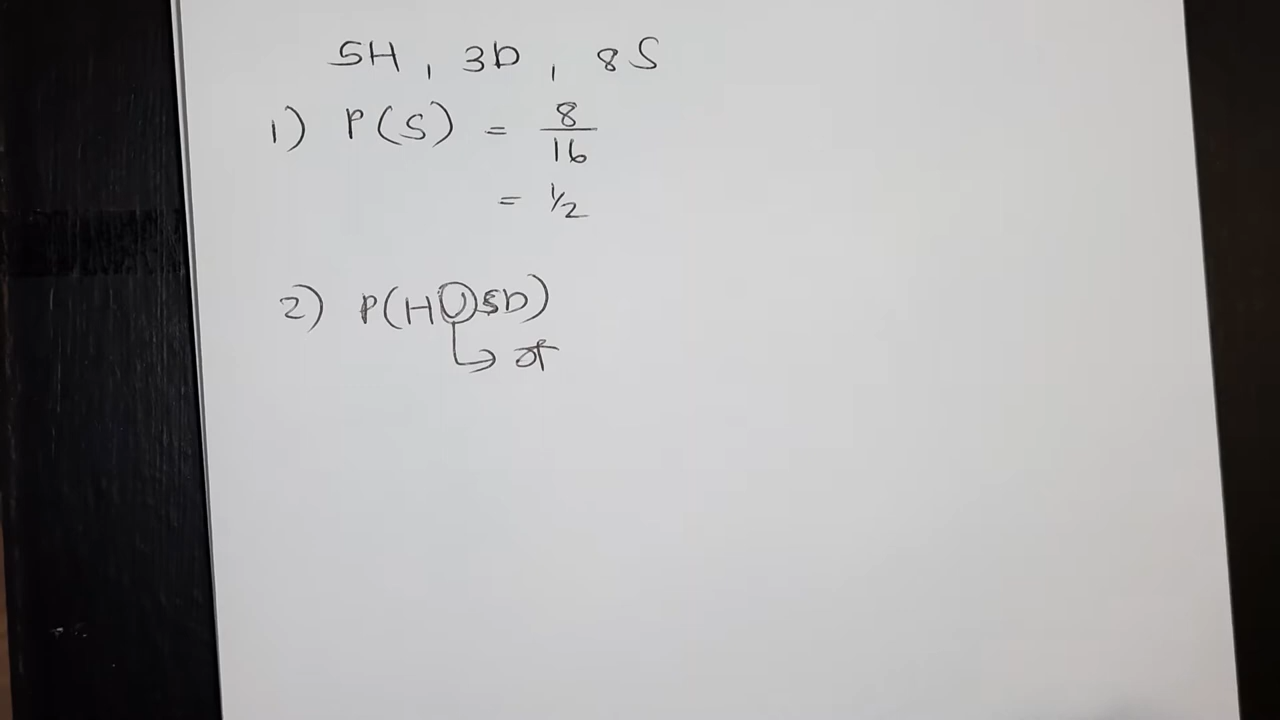 5H, 3D, 8S
1) P(S) = 8/16
= 1/2
2) P(H∪SD)
↳ or